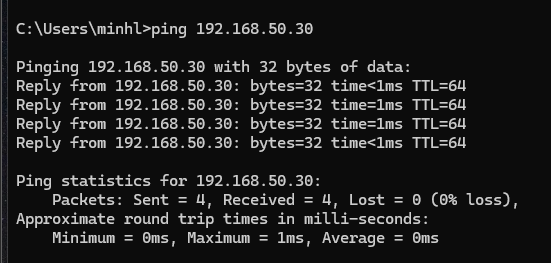 C:\Users\minhl>ping 192.168.50.30
Pinging 192.168.50.30 with 32 bytes of data:
Reply from 192.168.50.30: bytes=32 time<1ms TTL=64
Reply from 192.168.50.30: bytes=32 time=1ms TTL=64
Reply from 192.168.50.30: bytes=32 time=1ms TTL=64
Reply from 192.168.50.30: bytes=32 time<1ms TTL=64
Ping statistics for 192.168.50.30:
    Packets: Sent = 4, Received = 4, Lost = 0 (0% loss),
Approximate round trip times in milli-seconds:
    Minimum = 0ms, Maximum = 1ms, Average = 0ms